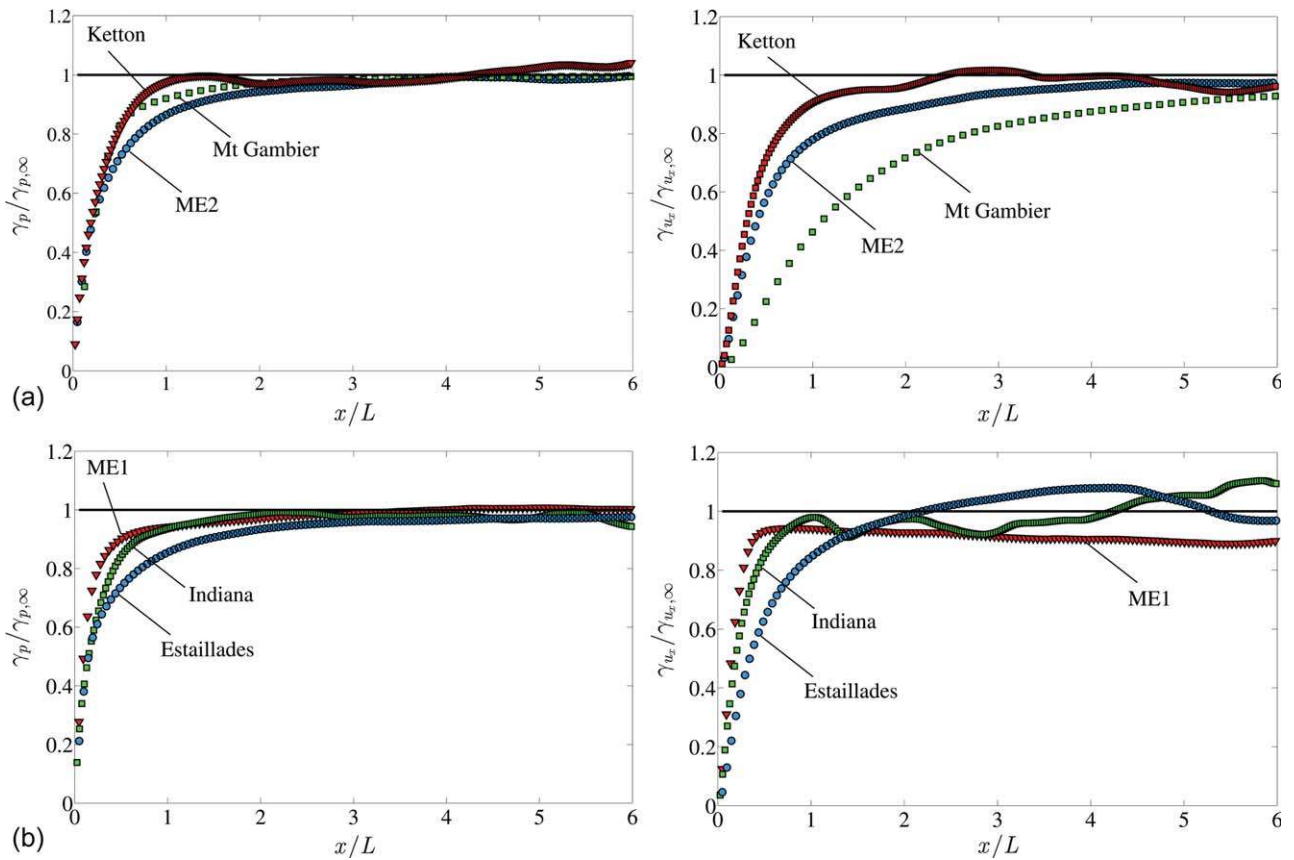 1.2
1
0.8
0.6
0.4
0.2
0
γp/γp,∞
Ketton
Mt Gambier
ME2
0 1 2 3 4 5 6
x/L
(a)
1.2
1
0.8
0.6
0.4
0.2
0
γux/γux,∞
Ketton
Mt Gambier
ME2
0 1 2 3 4 5 6
x/L
1.2
1
0.8
0.6
0.4
0.2
0
γp/γp,∞
ME1
Indiana
Estaillades
0 1 2 3 4 5 6
x/L
(b)
1.2
1
0.8
0.6
0.4
0.2
0
γux/γux,∞
ME1
Indiana
Estaillades
0 1 2 3 4 5 6
x/L